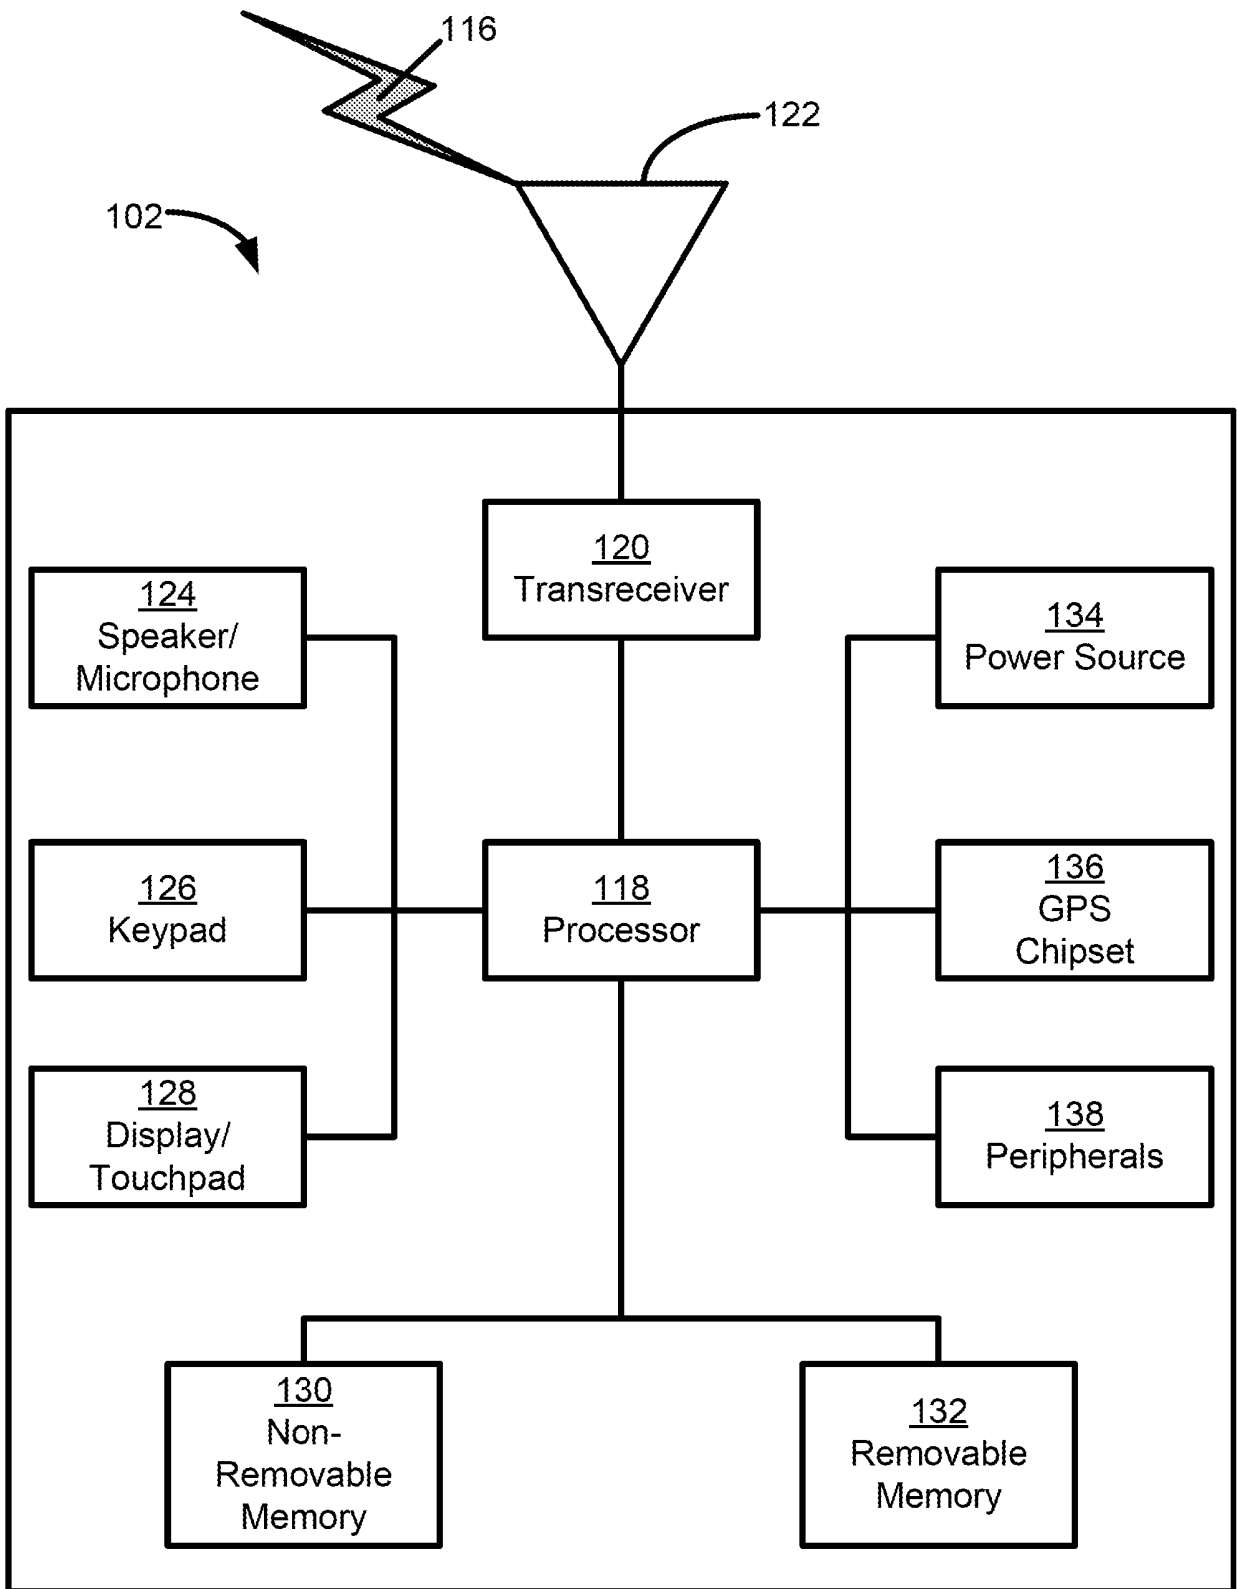 116
122
102
120
Transreceiver
124
Speaker/
Microphone
134
Power Source
126
Keypad
118
Processor
136
GPS
Chipset
128
Display/
Touchpad
138
Peripherals
130
Non-
Removable
Memory
132
Removable
Memory